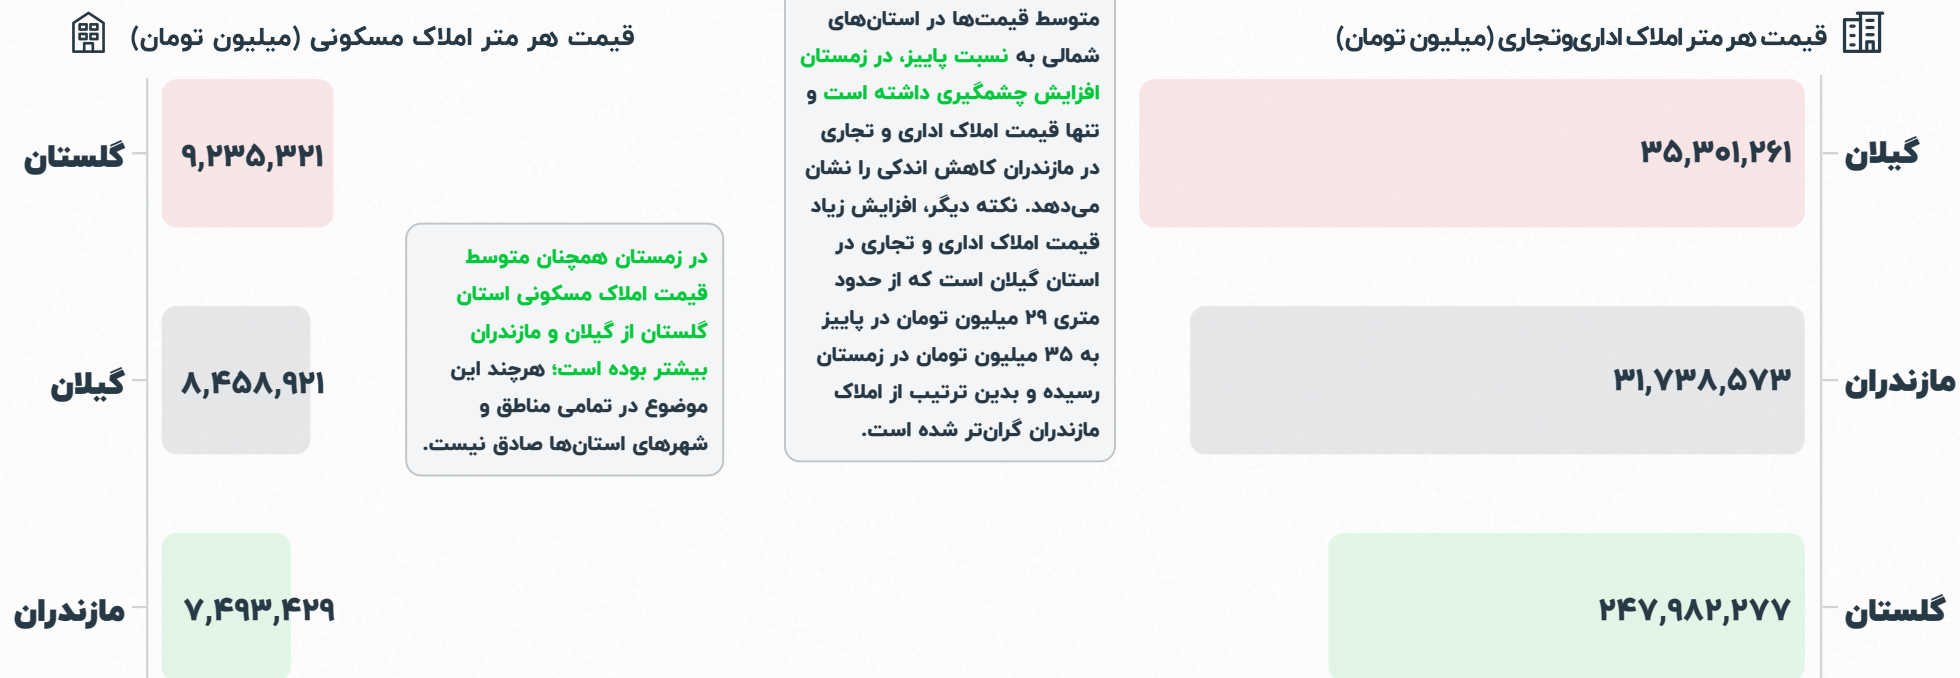 قیمت هر متر املاک اداری‌وتجاری (میلیون تومان)
گیلان
۳۵,۳۰۱,۲۶۱
مازندران
۳۱,۷۳۸,۵۷۳
گلستان
۲۴۷,۹۸۲,۲۷۷
متوسط قیمت‌ها در استان‌های
شمالی به نسبت پاییز، در زمستان
افزایش چشمگیری داشته است و
تنها قیمت املاک اداری و تجاری
در مازندران کاهش اندکی را نشان
می‌دهد. نکته دیگر، افزایش زیاد
قیمت املاک اداری و تجاری در
استان گیلان است که از حدود
متری ۲۹ میلیون تومان در پاییز
به ۳۵ میلیون تومان در زمستان
رسیده و بدین ترتیب از املاک
مازندران گران‌تر شده است.
قیمت هر متر املاک مسکونی (میلیون تومان)
گلستان
۹,۲۳۵,۳۲۱
گیلان
۸,۴۵۸,۹۲۱
مازندران
۷,۴۹۳,۴۲۹
در زمستان همچنان متوسط
قیمت املاک مسکونی استان
گلستان از گیلان و مازندران
بیشتر بوده است؛ هرچند این
موضوع در تمامی مناطق و
شهرهای استان‌ها صادق نیست.